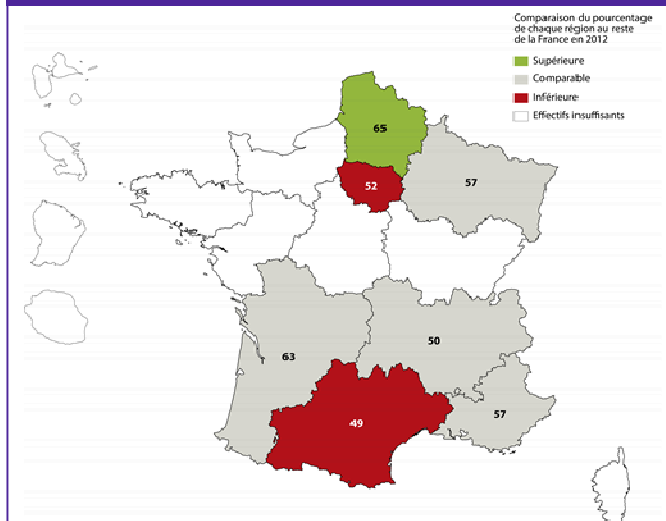 Comparaison du pourcentage
de chaque région au reste
de la France en 2012
Supérieure
Comparable
Inférieure
Effectifs insuffisants
65
52
57
63
50
49
57